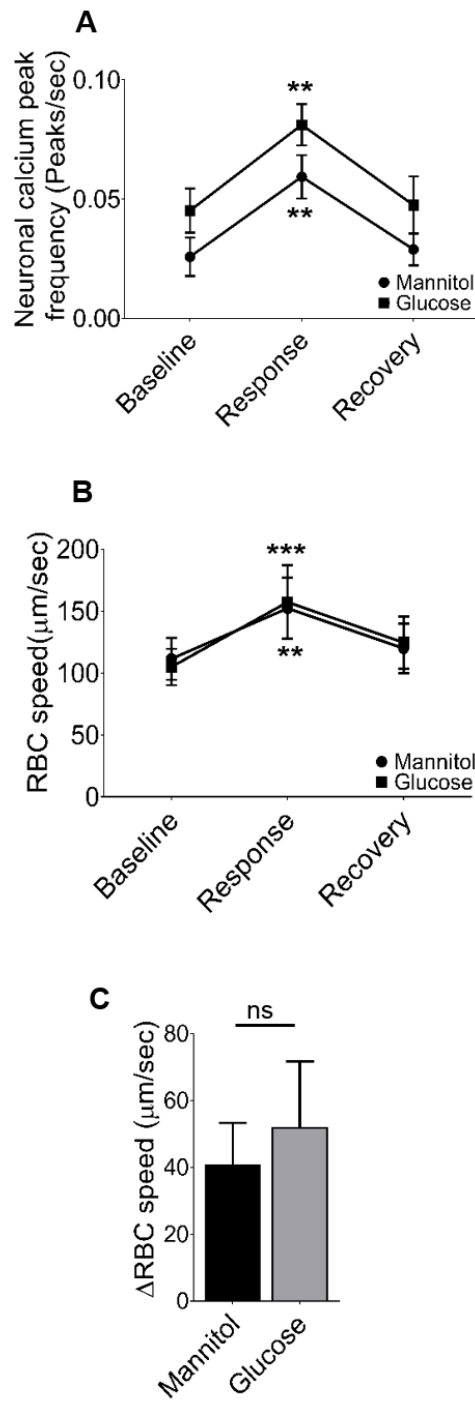 A
Neuronal calcium peak
frequency (Peaks/sec)
0.10
0.05
0.00
**
**
Mannitol
Glucose
Baseline
Response
Recovery
B
RBC speed(μm/sec)
200
150
100
50
0
***
**
Mannitol
Glucose
Baseline
Response
Recovery
C
ΔRBC speed (μm/sec)
80
60
40
20
0
ns
Mannitol
Glucose